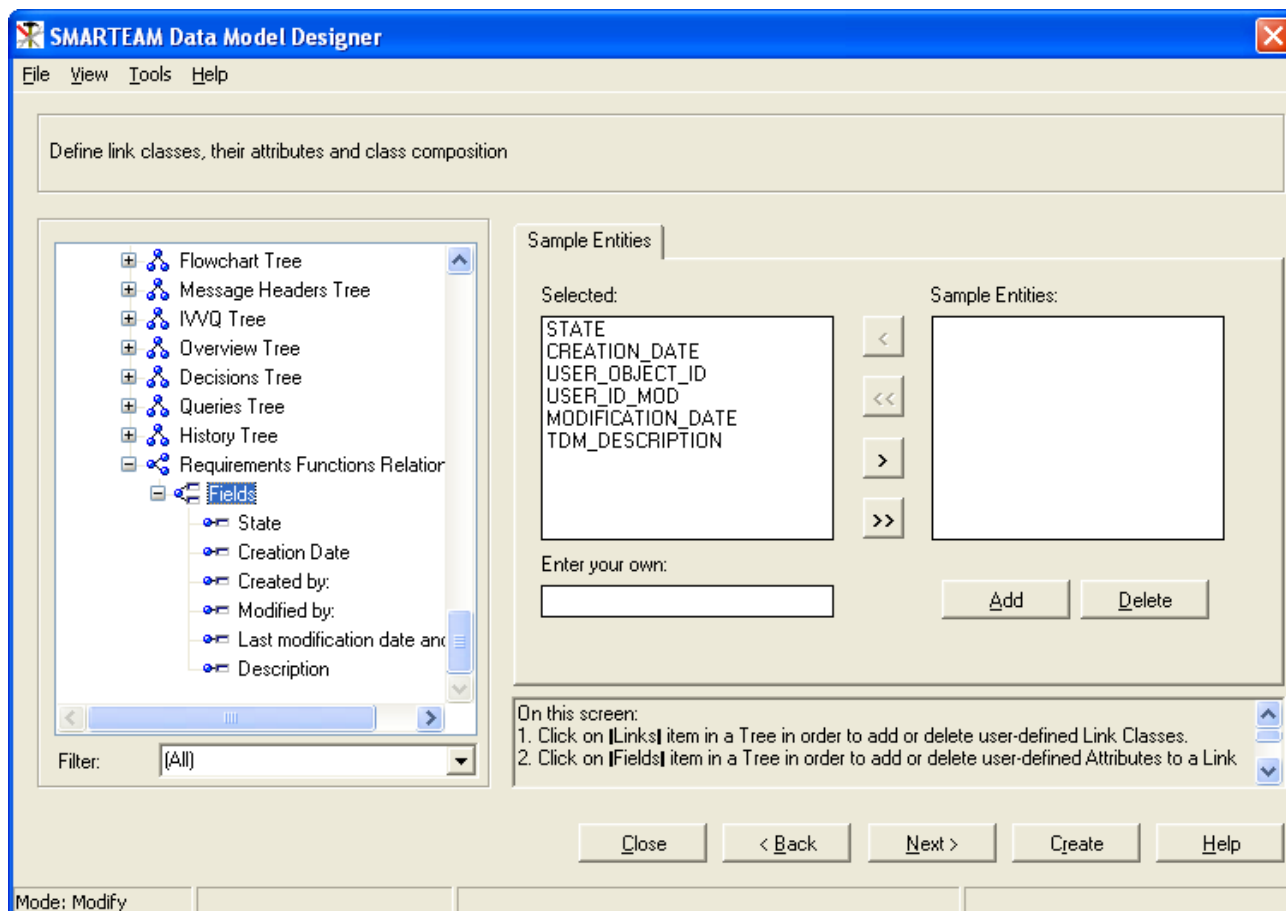 SMARTEAM Data Model Designer
File View Tools Help
Define link classes, their attributes and class composition
Flowchart Tree
Message Headers Tree
IVVQ Tree
Overview Tree
Decisions Tree
Queries Tree
History Tree
Requirements Functions Relation
Fields
State
Creation Date
Created by:
Modified by:
Last modification date and
Description
Filter: (All)
Sample Entities
Selected:
STATE
CREATION_DATE
USER_OBJECT_ID
USER_ID_MOD
MODIFICATION_DATE
TDM_DESCRIPTION
<
<<
>
>>
Sample Entities:
Enter your own:
Add Delete
On this screen:
1. Click on |Links| item in a Tree in order to add or delete user-defined Link Classes.
2. Click on |Fields| item in a Tree in order to add or delete user-defined Attributes to a Link
Close < Back Next > Create Help
Mode: Modify